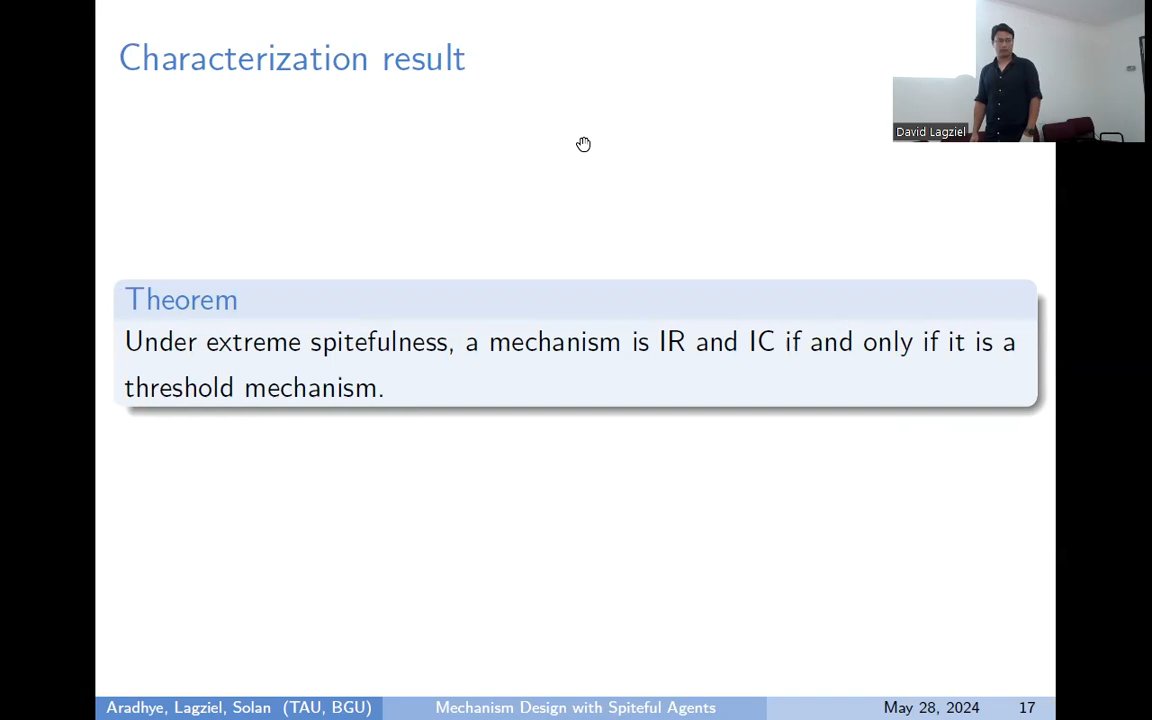 Characterization result
David Lagziel
Theorem
Under extreme spitefulness, a mechanism is IR and IC if and only if it is a
threshold mechanism.
Aradhye, Lagziel, Solan (TAU, BGU) Mechanism Design with Spiteful Agents May 28, 2024 17